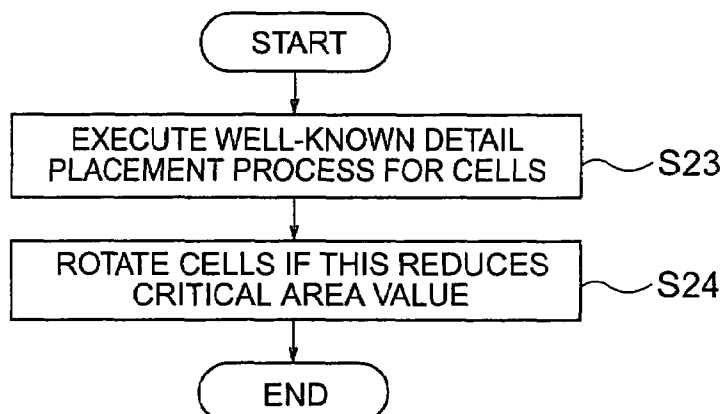 START
EXECUTE WELL-KNOWN DETAIL
PLACEMENT PROCESS FOR CELLS
S23
ROTATE CELLS IF THIS REDUCES
CRITICAL AREA VALUE
S24
END